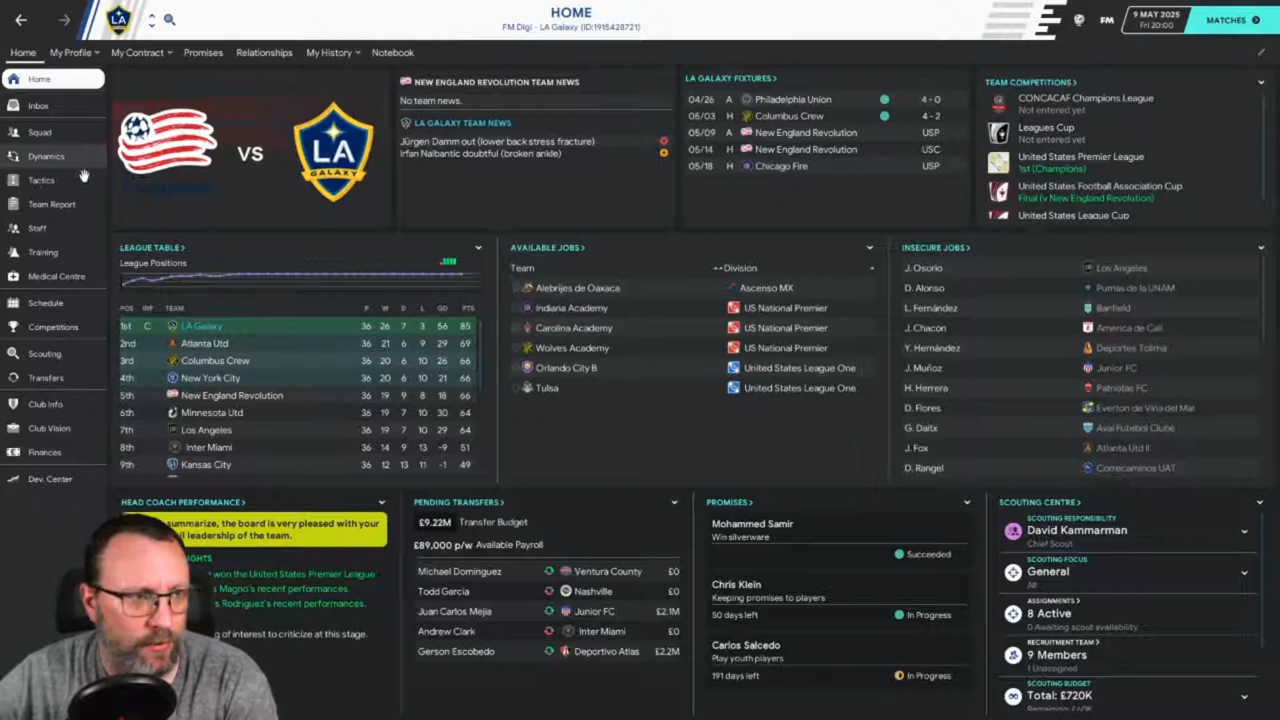 HOME
FM Digi - LA Galaxy (ID:1915428721)
FM
9 MAY 2025
Fri 20:00
MATCHES
Home
My Profile
My Contract
Promises
Relationships
My History
Notebook
Home
Inbox
Squad
Dynamics
Tactics
Team Report
Staff
Training
Medical Centre
Schedule
Competitions
Scouting
Transfers
Club Info
Club Vision
Finances
Dev. Center
VS
LA
GALAXY
NEW ENGLAND REVOLUTION TEAM NEWS
No team news.
LA GALAXY TEAM NEWS
Jürgen Damm out (lower back stress fracture)
Irfan Nalbantic doubtful (broken ankle)
LA GALAXY FIXTURES>
04/26 A Philadelphia Union 4-0
05/03 H Columbus Crew 4-2
05/09 A New England Revolution USP
05/14 H New England Revolution USC
05/18 H Chicago Fire USP
TEAM COMPETITIONS>
CONCACAF Champions League
Not entered yet
Leagues Cup
Not entered yet
United States Premier League
1st (Champions)
United States Football Association Cup
Final (v New England Revolution)
United States League Cup
LEAGUE TABLE>
League Positions
POS INF TEAM P W D L GD PTS
1st C LA Galaxy 36 26 7 3 56 85
2nd Atlanta Utd 36 21 6 9 29 69
3rd Columbus Crew 36 20 6 10 26 66
4th New York City 36 20 6 10 21 66
5th New England Revolution 36 19 9 8 18 66
6th Minnesota Utd 36 19 7 10 30 64
7th Los Angeles 36 19 7 10 29 64
8th Inter Miami 36 14 9 13 -9 51
9th Kansas City 36 12 13 11 -1 49
AVAILABLE JOBS>
Team Division
Alebrijes de Oaxaca Ascenso MX
Indiana Academy US National Premier
Carolina Academy US National Premier
Wolves Academy US National Premier
Orlando City B United States League One
Tulsa United States League One
INSECURE JOBS>
J. Osorio Los Angeles
D. Alonso Pumas de la UNAM
L. Fernández Banfield
J. Chacon América de Cali
Y. Hernández Deportes Tolima
J. Muñoz Junior FC
H. Herrera Patriotas FC
D. Flores Everton de Viña del Mar
G. Daltx Avaí Futebol Clube
J. Fox Atlanta Utd II
D. Rangel Correcaminos UAT
HEAD COACH PERFORMANCE>
summarize, the board is very pleased with your
leadership of the team.
won the United States Premier League
Magno's recent performances.
Rodriguez's recent performances.
of interest to criticize at this stage.
PENDING TRANSFERS>
£9.22M Transfer Budget
£89,000 p/w Available Payroll
Michael Dominguez Ventura County £0
Todd Garcia Nashville £0
Juan Carlos Mejia Junior FC £2.1M
Andrew Clark Inter Miami £0
Gerson Escobedo Deportivo Atlas £2.2M
PROMISES>
Mohammed Samir
Win silverware
Succeeded
Chris Klein
Keeping promises to players
50 days left In Progress
Carlos Salcedo
Play youth players
191 days left In Progress
SCOUTING CENTRE>
SCOUTING RESPONSIBILITY
David Kammarman
Chief Scout
SCOUTING FOCUS
General
All
ASSIGNMENTS>
8 Active
0 Awaiting scout availability
RECRUITMENT TEAM>
9 Members
1 Unassigned
SCOUTING BUDGET
Total: £720K